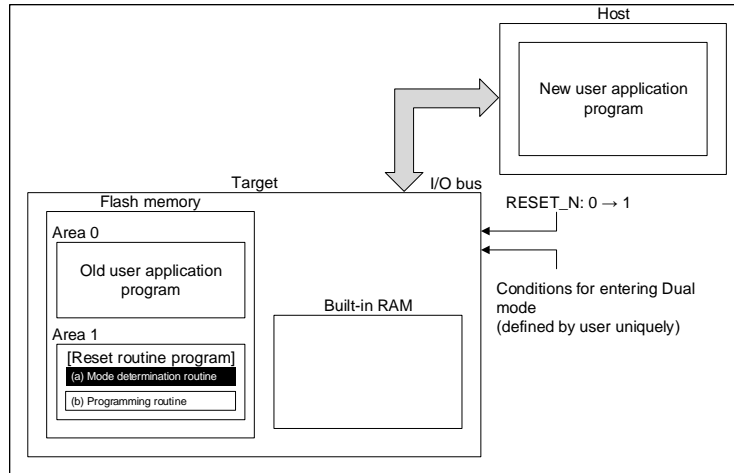 Host
New user application
program
Target
I/O bus
Flash memory
RESET_N: 0 → 1
Area 0
Old user application
program
Conditions for entering Dual
mode
(defined by user uniquely)
Built-in RAM
Area 1
[Reset routine program]
(a) Mode determination routine
(b) Programming routine